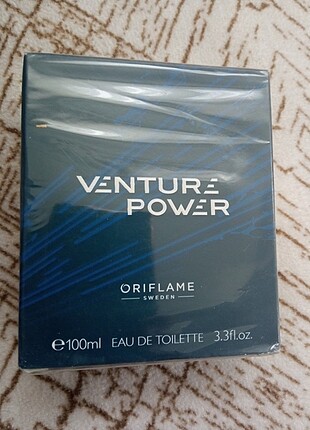 VENTURE
POWER
ORIFLAME
SWEDEN
℮100ml EAU DE TOILETTE 3.3fl.oz.